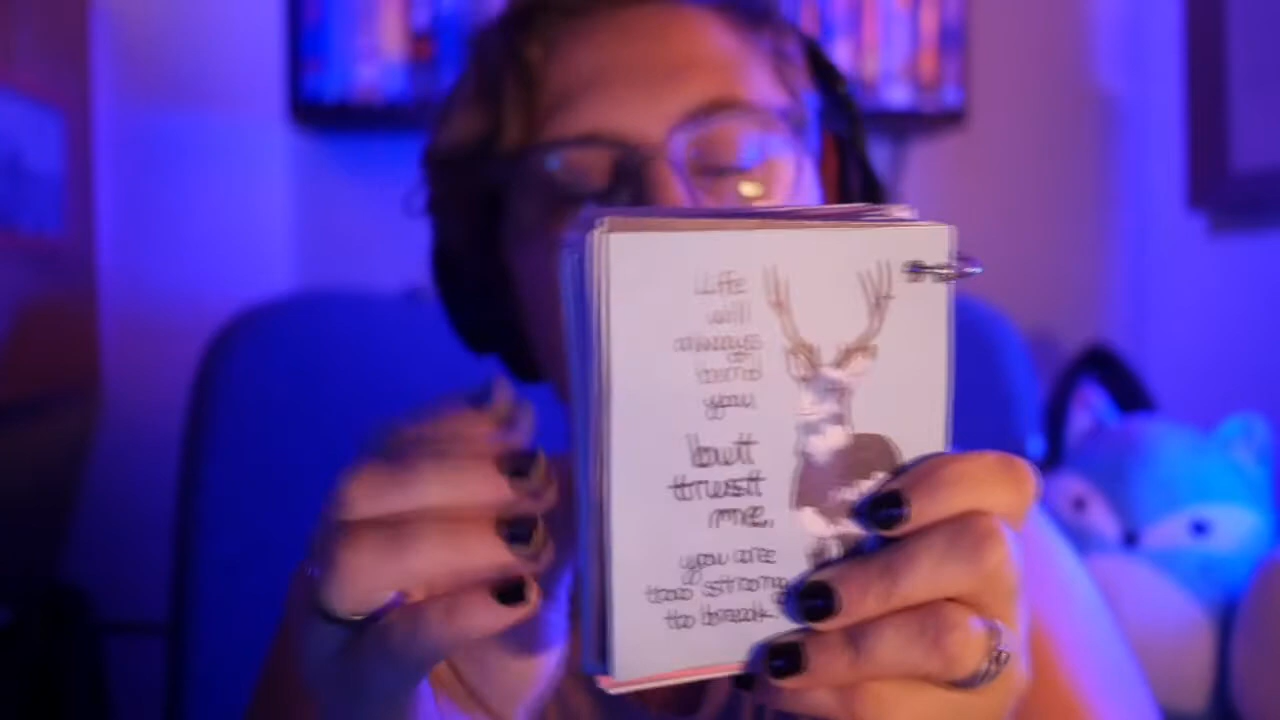 Life
will
always
bend
you,
but
trust
me,
you are
too strong
to break.